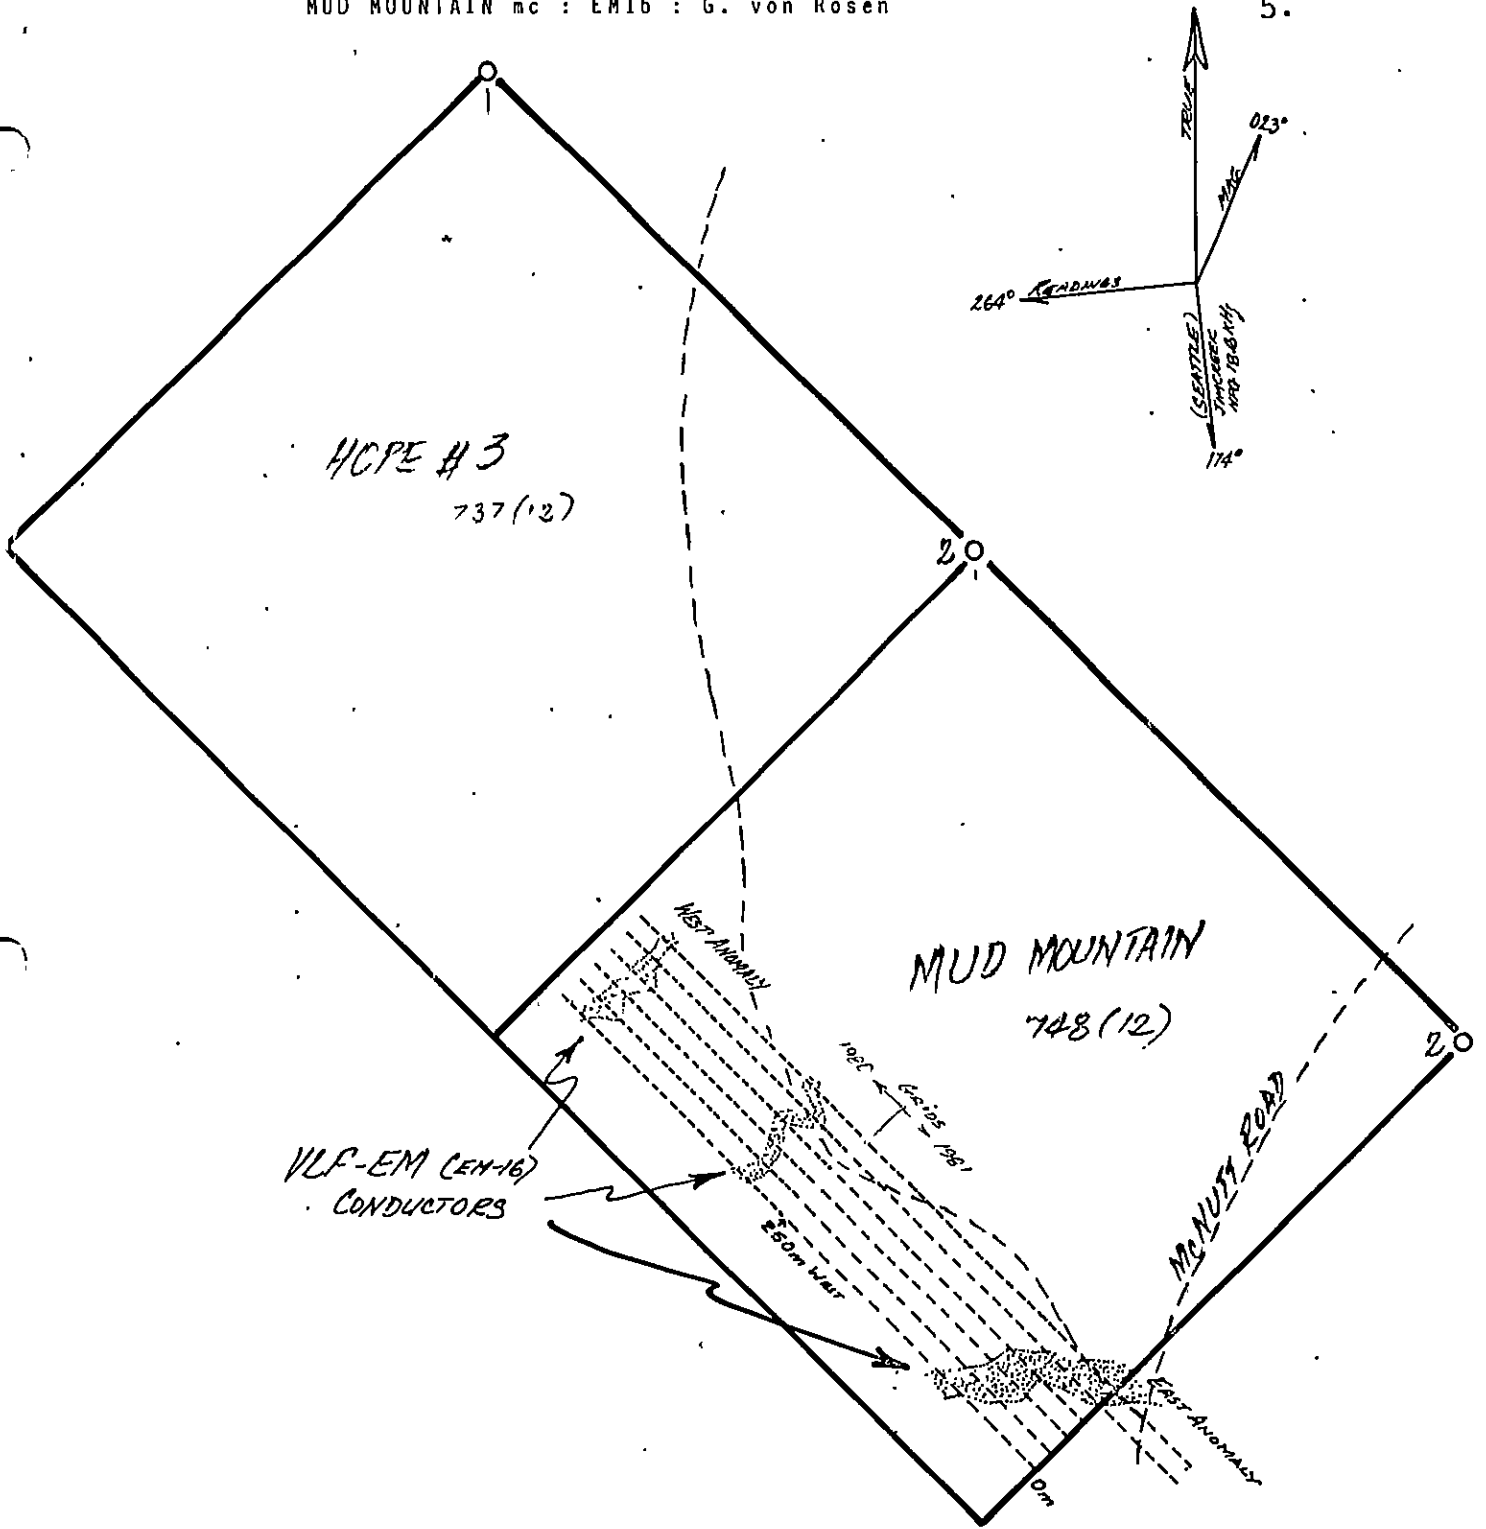 MUD MOUNTAIN mc : EM16 : G. von Rosen
5.
TRUE
023°
MAG
264° READINGS
(SEATTLE)
174°
HOPE # 3
737(12)
2
WEST ANOMALY
MUD MOUNTAIN
748(12)
2
1980
GRIDS
1981
McNUTT ROAD
VLF-EM (EM-16)
CONDUCTORS
250m WEST
EAST ANOMALY
0m